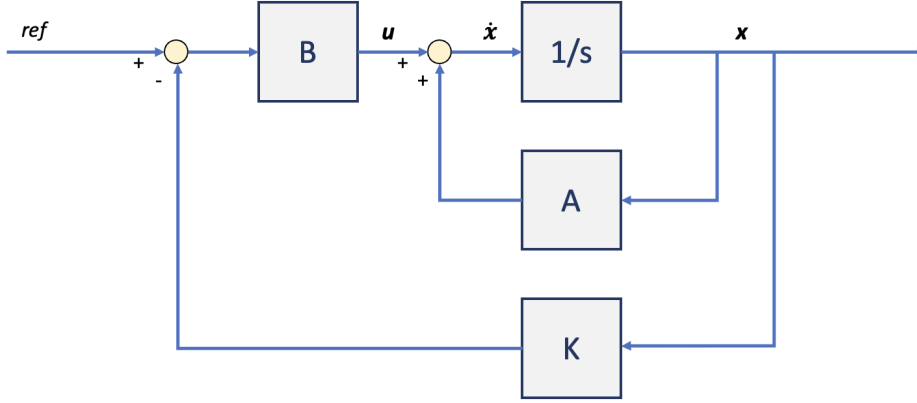 ref
+
-
B
u
+
+
ẋ
1/s
x
A
K